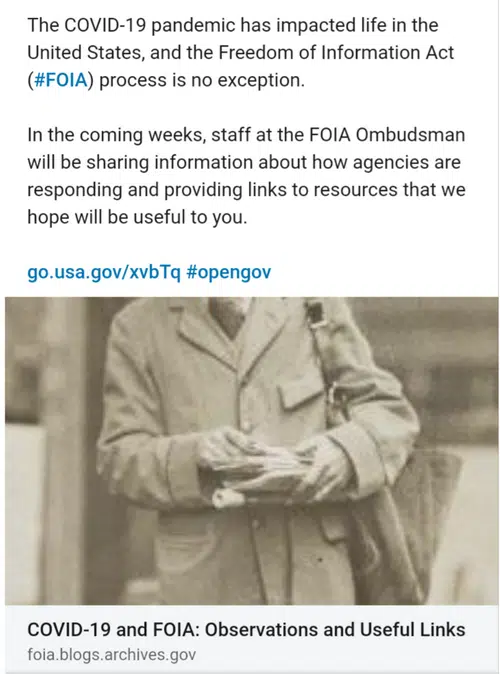 The COVID-19 pandemic has impacted life in the
United States, and the Freedom of Information Act
(#FOIA) process is no exception.
In the coming weeks, staff at the FOIA Ombudsman
will be sharing information about how agencies are
responding and providing links to resources that we
hope will be useful to you.
go.usa.gov/xvbTq #opengov
COVID-19 and FOIA: Observations and Useful Links
foia.blogs.archives.gov